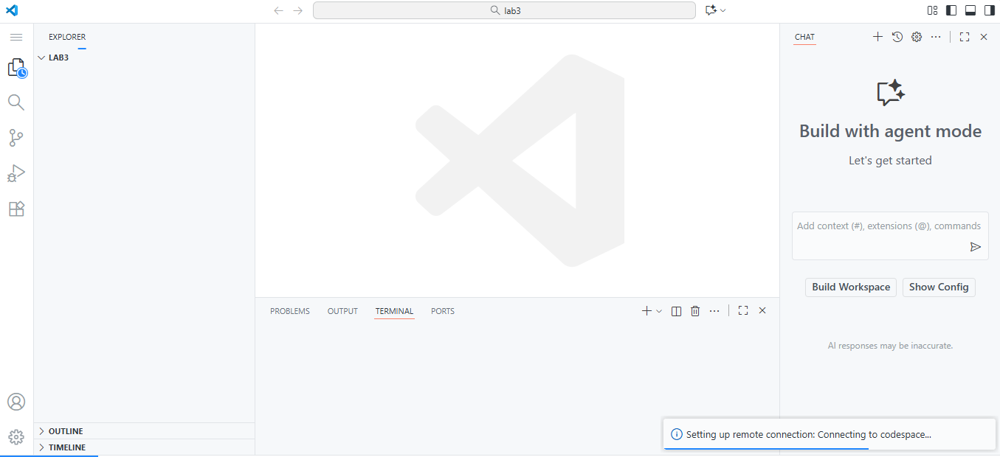 lab3
EXPLORER
LAB3
OUTLINE
TIMELINE
PROBLEMS
OUTPUT
TERMINAL
PORTS
CHAT
Build with agent mode
Let's get started
Add context (#), extensions (@), commands
Build Workspace
Show Config
AI responses may be inaccurate.
Setting up remote connection: Connecting to codespace...